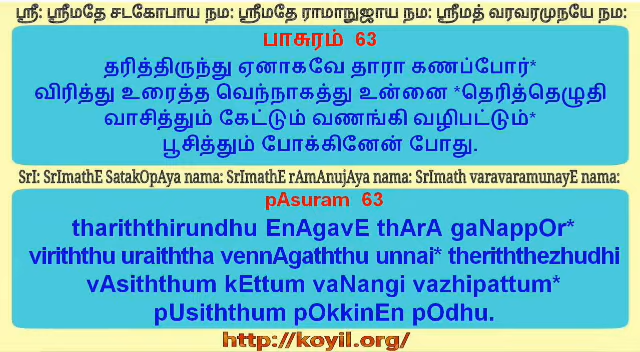 ஸ்ரீ: ஸ்ரீமதே சடகோபாய நம: ஸ்ரீமதே ராமாநுஜாய நம: ஸ்ரீமத் வரவரமுநயே நம:
பாசுரம் 63
தரித்திருந்து ஏனாகவே தாரா கணப்போர்*
விரித்து உரைத்த வெந்நாகத்து உன்னை *தெரித்தெழுதி
வாசித்தும் கேட்டும் வணங்கி வழிபட்டும்*
பூசித்தும் போக்கினேன் போது.
SrI: SrImathE SatakOpAya nama: SrImathE rAmAnujAya nama: SrImath varavaramunayE nama:
pAsuram 63
thariththirundhu EnAgavE thArA gaNappOr*
viriththu uraiththa vennAgaththu unnai* theriththezhudhi
vAsiththum kEttum vaNangi vazhipattum*
pUsiththum pOkkinEn pOdhu.
http://koyil.org/